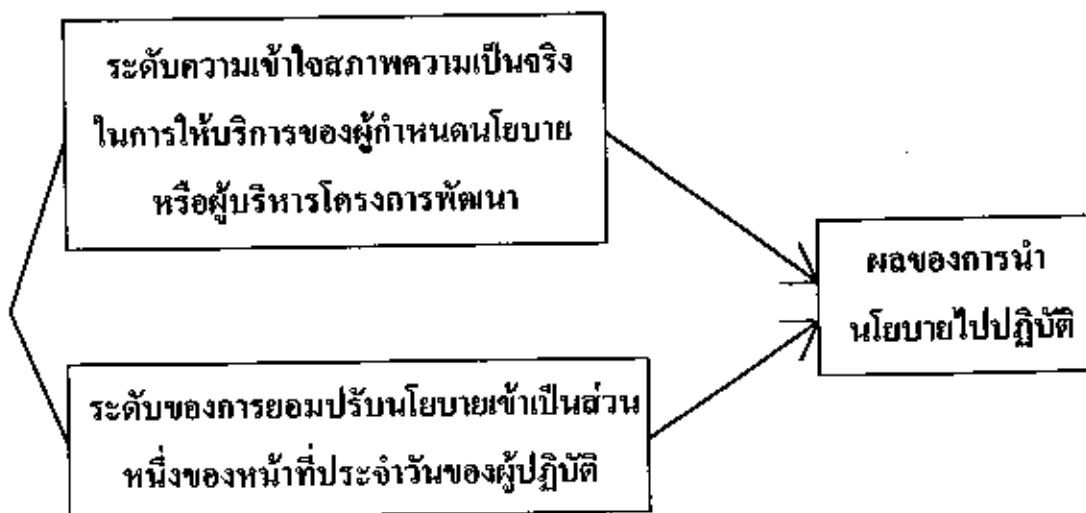 ระดับความเข้าใจสภาพความเป็นจริง
ในการให้บริการของผู้กำหนดนโยบาย
หรือผู้บริหารโครงการพัฒนา
ผลของการนำ
นโยบายไปปฏิบัติ
ระดับของการยอมปรับนโยบายเข้าเป็นส่วน
หนึ่งของหน้าที่ประจำวันของผู้ปฏิบัติ